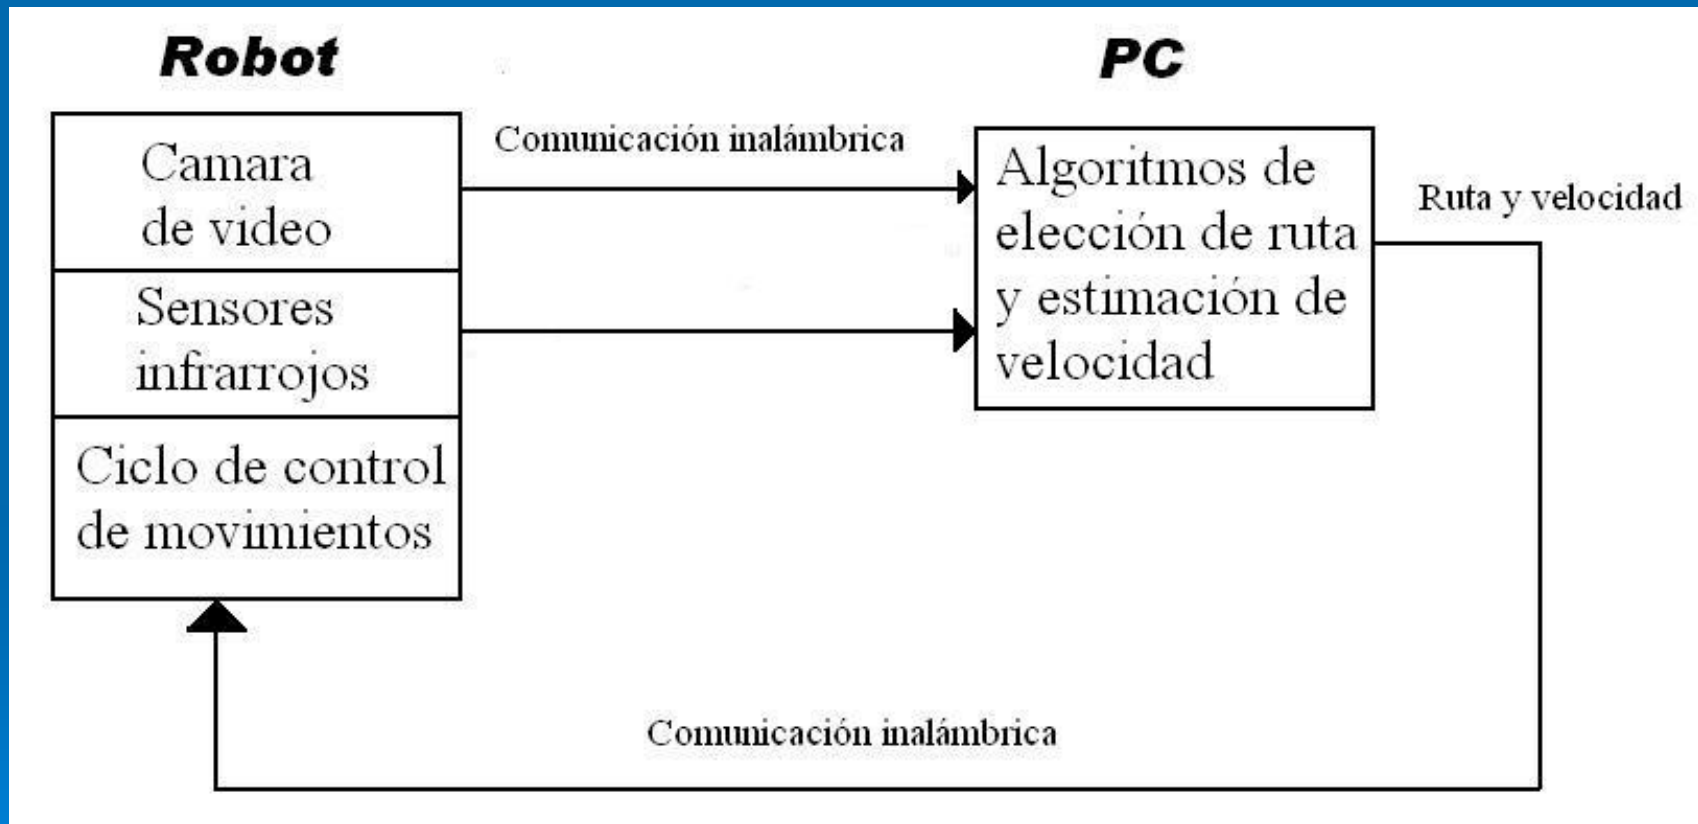 Robot
PC
Camara
de video
Sensores
infrarrojos
Ciclo de control
de movimientos
Comunicación inalámbrica
Algoritmos de
elección de ruta
y estimación de
velocidad
Ruta y velocidad
Comunicación inalámbrica